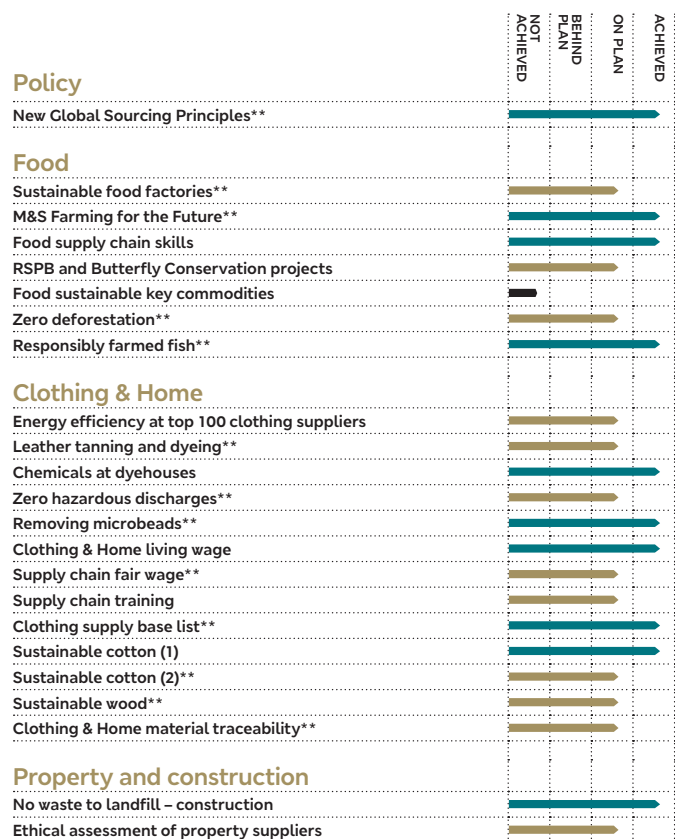 NOT
ACHIEVED
BEHIND
PLAN
ON PLAN
ACHIEVED
Policy
New Global Sourcing Principles**
Food
Sustainable food factories**
M&S Farming for the Future**
Food supply chain skills
RSPB and Butterfly Conservation projects
Food sustainable key commodities
Zero deforestation**
Responsibly farmed fish**
Clothing & Home
Energy efficiency at top 100 clothing suppliers
Leather tanning and dyeing**
Chemicals at dyehouses
Zero hazardous discharges**
Removing microbeads**
Clothing & Home living wage
Supply chain fair wage**
Supply chain training
Clothing supply base list**
Sustainable cotton (1)
Sustainable cotton (2)**
Sustainable wood**
Clothing & Home material traceability**
Property and construction
No waste to landfill – construction
Ethical assessment of property suppliers